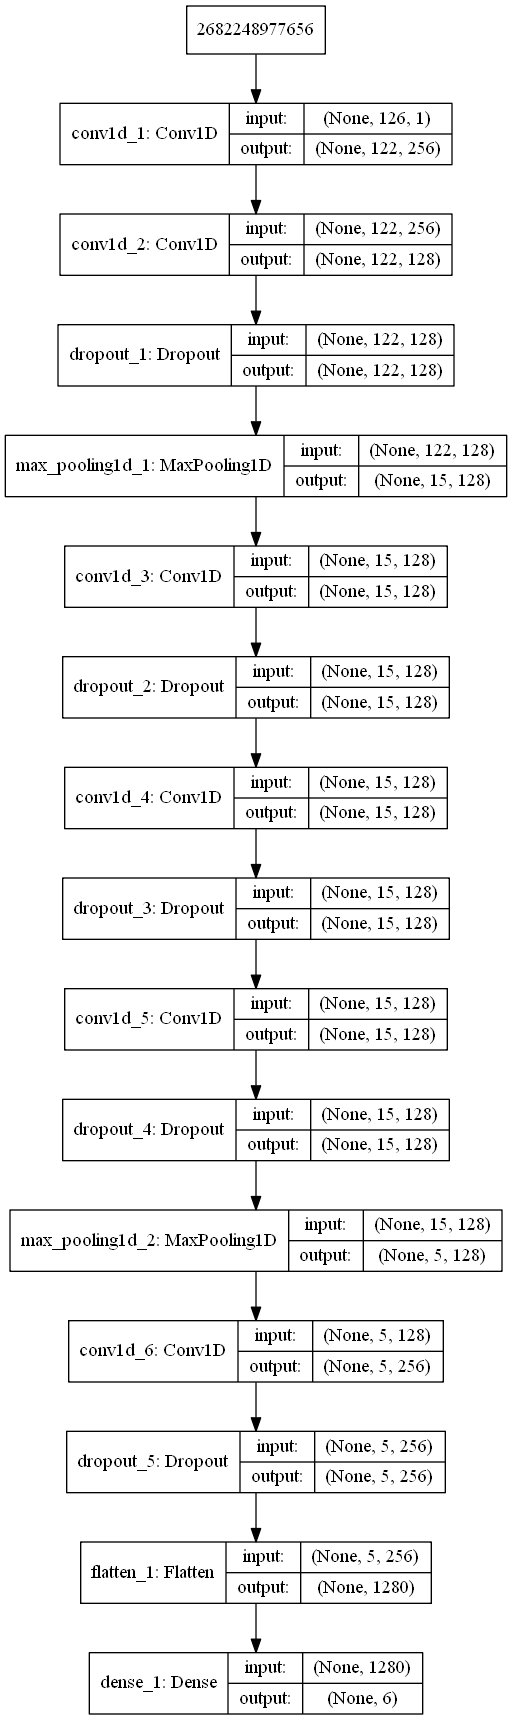 2682248977656
conv1d_1: Conv1D
input: (None, 126, 1)
output: (None, 122, 256)
conv1d_2: Conv1D
input: (None, 122, 256)
output: (None, 122, 128)
dropout_1: Dropout
input: (None, 122, 128)
output: (None, 122, 128)
max_pooling1d_1: MaxPooling1D
input: (None, 122, 128)
output: (None, 15, 128)
conv1d_3: Conv1D
input: (None, 15, 128)
output: (None, 15, 128)
dropout_2: Dropout
input: (None, 15, 128)
output: (None, 15, 128)
conv1d_4: Conv1D
input: (None, 15, 128)
output: (None, 15, 128)
dropout_3: Dropout
input: (None, 15, 128)
output: (None, 15, 128)
conv1d_5: Conv1D
input: (None, 15, 128)
output: (None, 15, 128)
dropout_4: Dropout
input: (None, 15, 128)
output: (None, 15, 128)
max_pooling1d_2: MaxPooling1D
input: (None, 15, 128)
output: (None, 5, 128)
conv1d_6: Conv1D
input: (None, 5, 128)
output: (None, 5, 256)
dropout_5: Dropout
input: (None, 5, 256)
output: (None, 5, 256)
flatten_1: Flatten
input: (None, 5, 256)
output: (None, 1280)
dense_1: Dense
input: (None, 1280)
output: (None, 6)